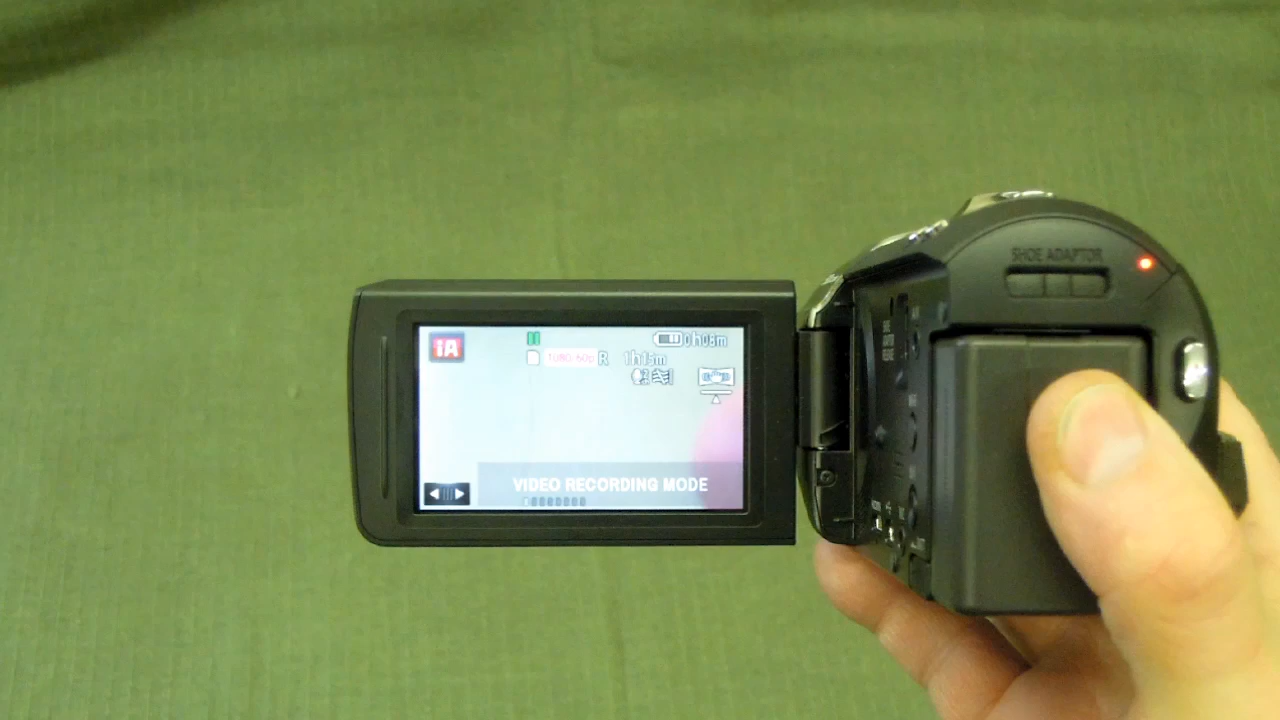 SHOE ADAPTOR
iA
0h08m
1080-60p R 1h15m
VIDEO RECORDING MODE